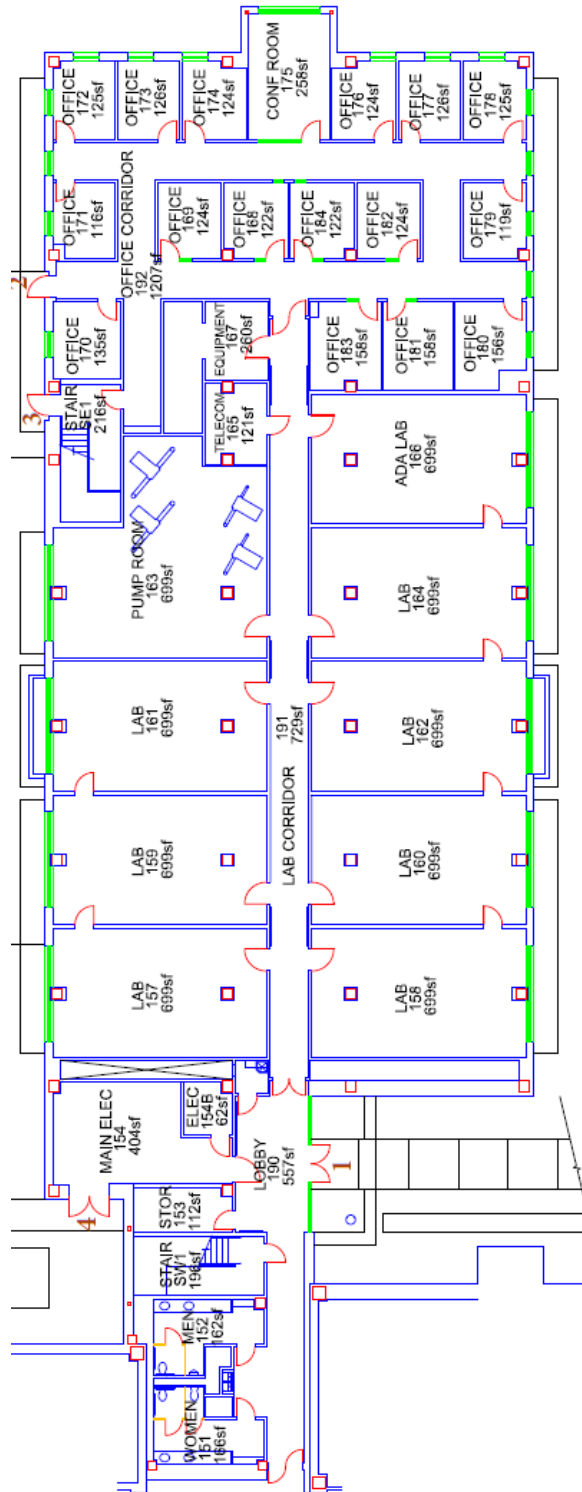 OFFICE
172
125sf
OFFICE
173
126sf
OFFICE
174
124sf
CONF ROOM
175
258sf
OFFICE
176
124sf
OFFICE
177
126sf
OFFICE
178
125sf
OFFICE
171
116sf
OFFICE CORRIDOR
192
1207sf
OFFICE
169
124sf
OFFICE
168
122sf
OFFICE
184
122sf
OFFICE
182
124sf
OFFICE
179
119sf
2
OFFICE
170
135sf
EQUIPMENT
167
260sf
OFFICE
183
158sf
OFFICE
181
158sf
OFFICE
180
156sf
3
STAIR
SE1
216sf
TELECOM
165
121sf
ADA LAB
166
699sf
PUMP ROOM
163
699sf
LAB
164
699sf
LAB
161
699sf
191
729sf
LAB CORRIDOR
LAB
162
699sf
LAB
159
699sf
LAB
160
699sf
LAB
157
699sf
LAB
158
699sf
MAIN ELEC
154
404sf
ELEC
154B
62sf
LOBBY
190
557sf
1
4
STOR
153
112sf
STAIR
SW1
196sf
MEN
152
162sf
WOMEN
151
166sf